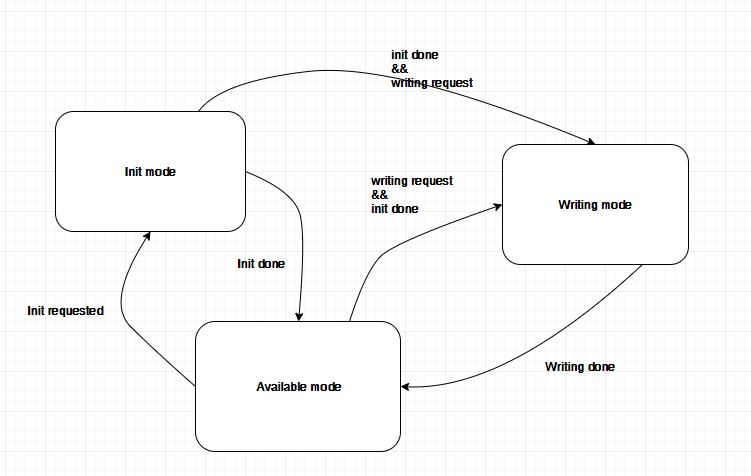 init done
&&
writing request
Init mode
writing request
&&
init done
Writing mode
Init done
Init requested
Available mode
Writing done